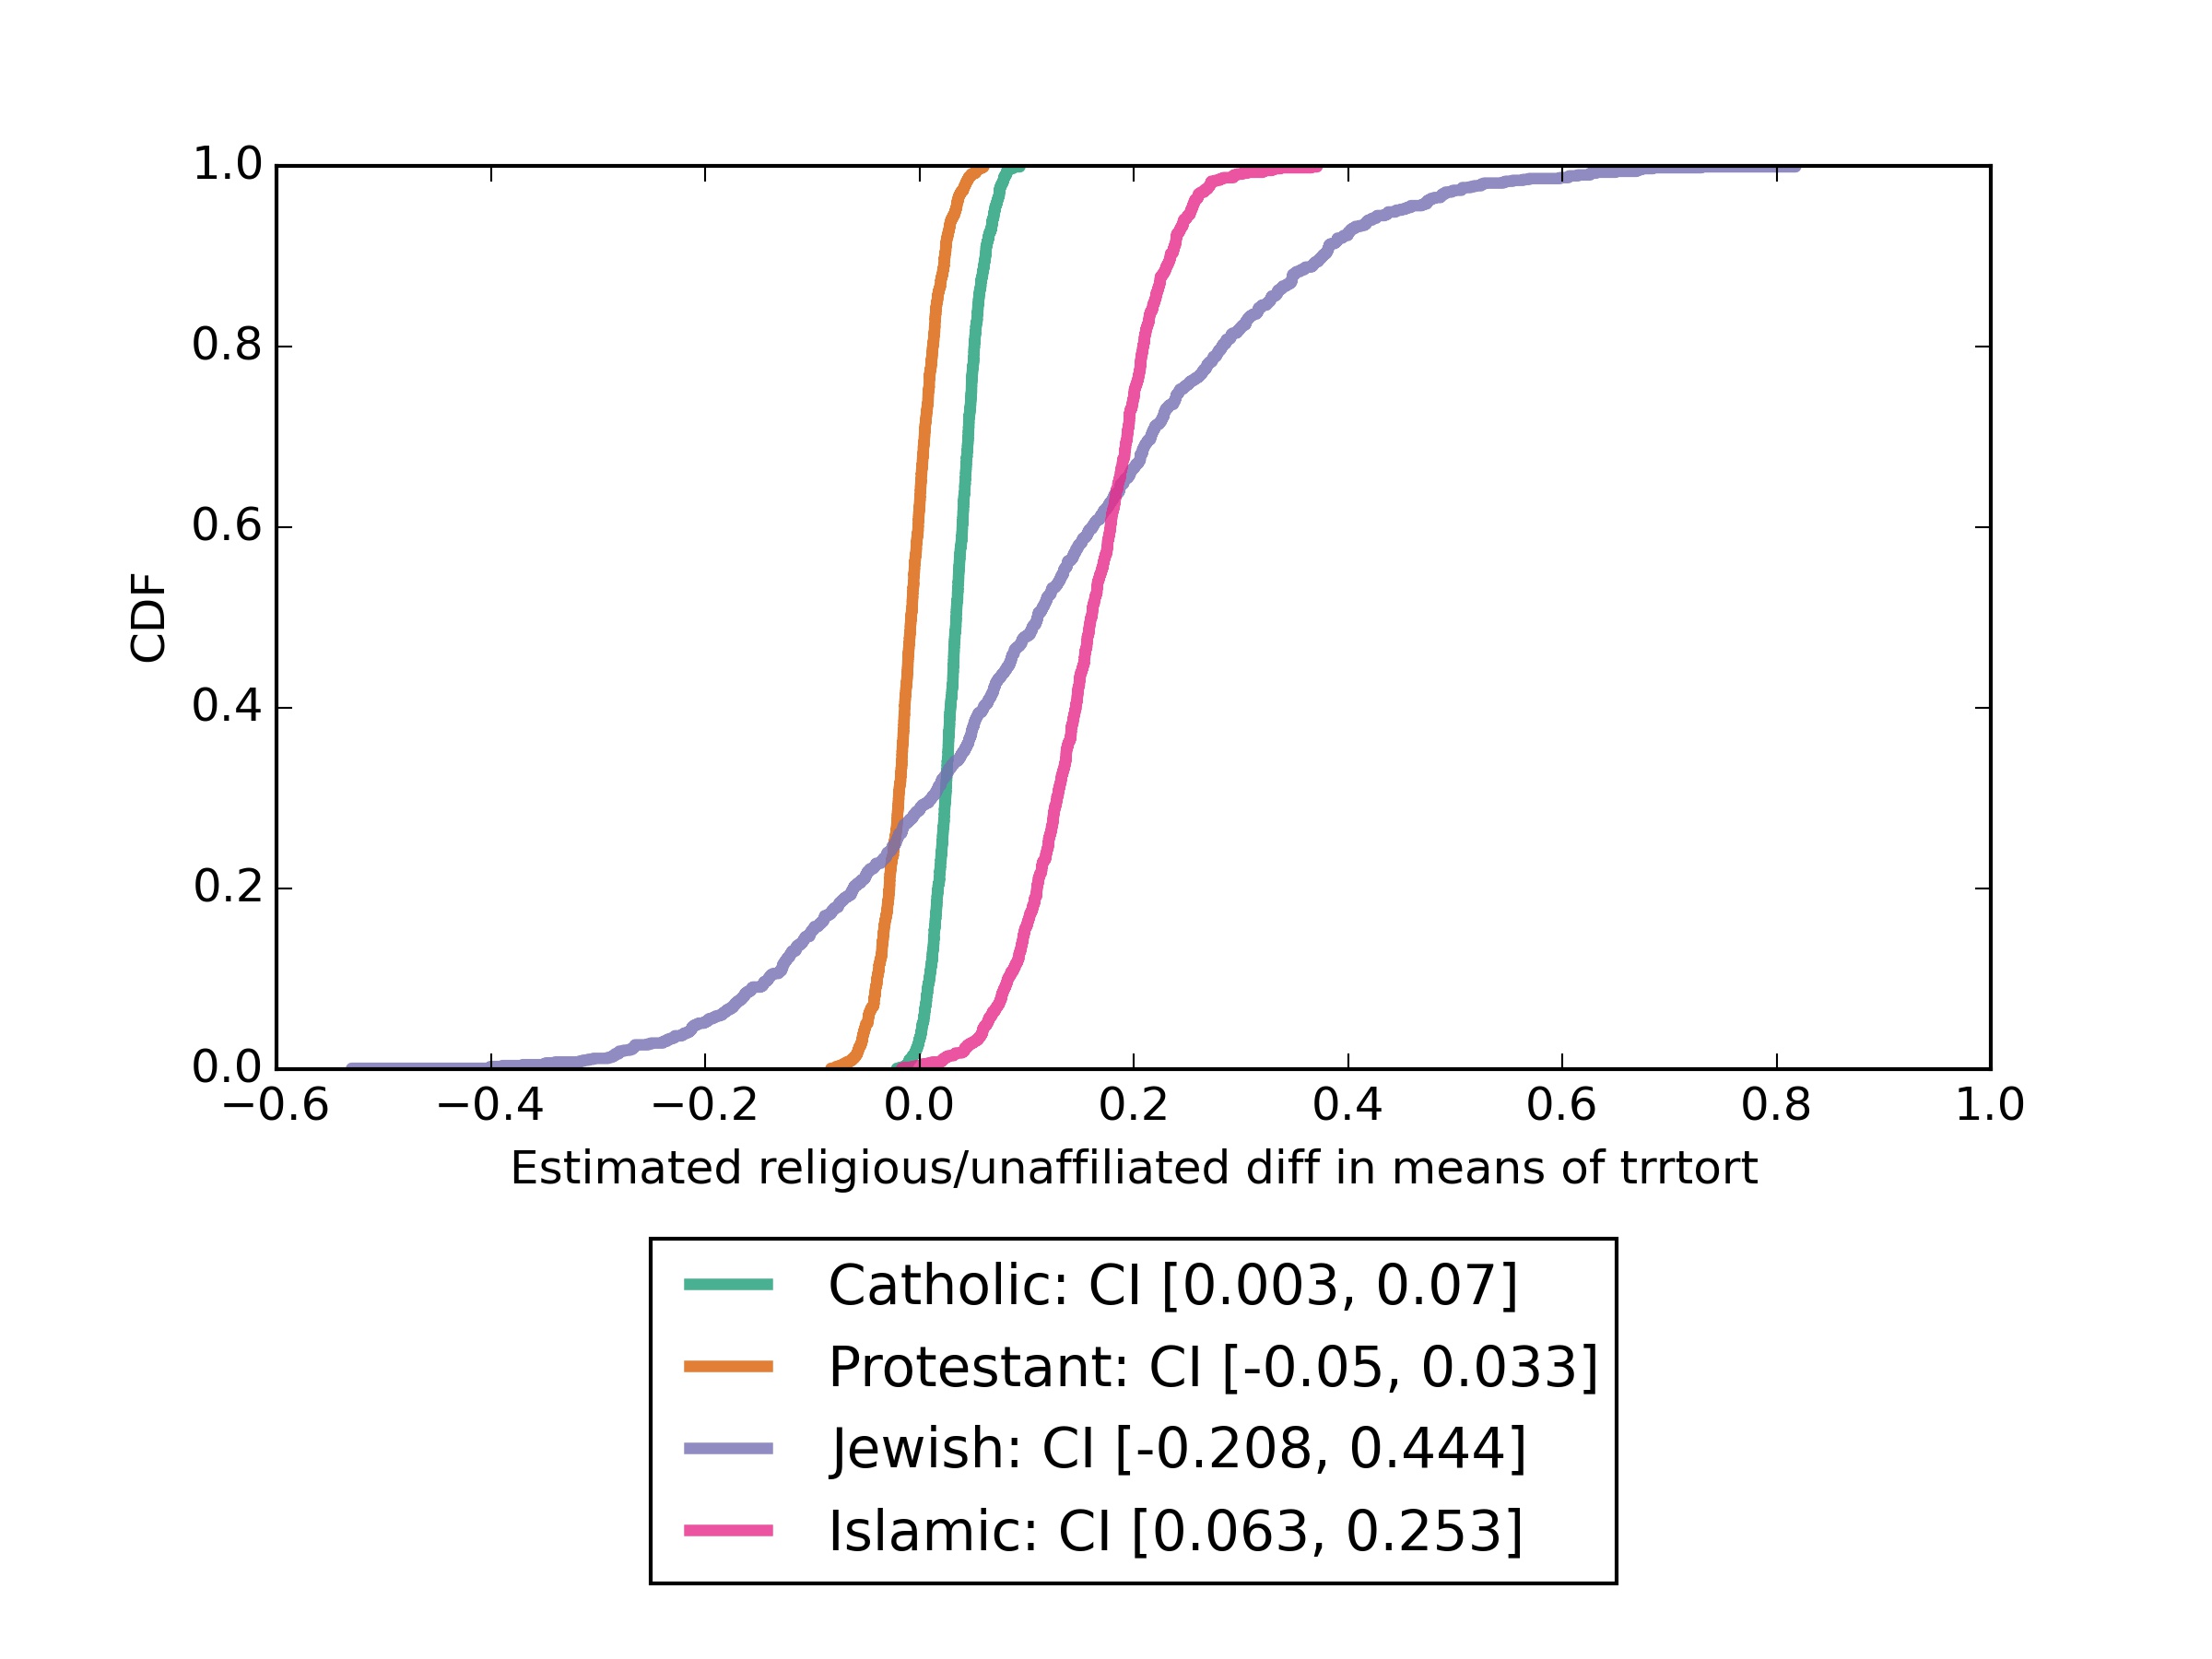 1.0
0.8
0.6
0.4
0.2
0.0
CDF
−0.6 −0.4 −0.2 0.0 0.2 0.4 0.6 0.8 1.0
Estimated religious/unaffiliated diff in means of trrtort
Catholic: CI [0.003, 0.07]
Protestant: CI [-0.05, 0.033]
Jewish: CI [-0.208, 0.444]
Islamic: CI [0.063, 0.253]